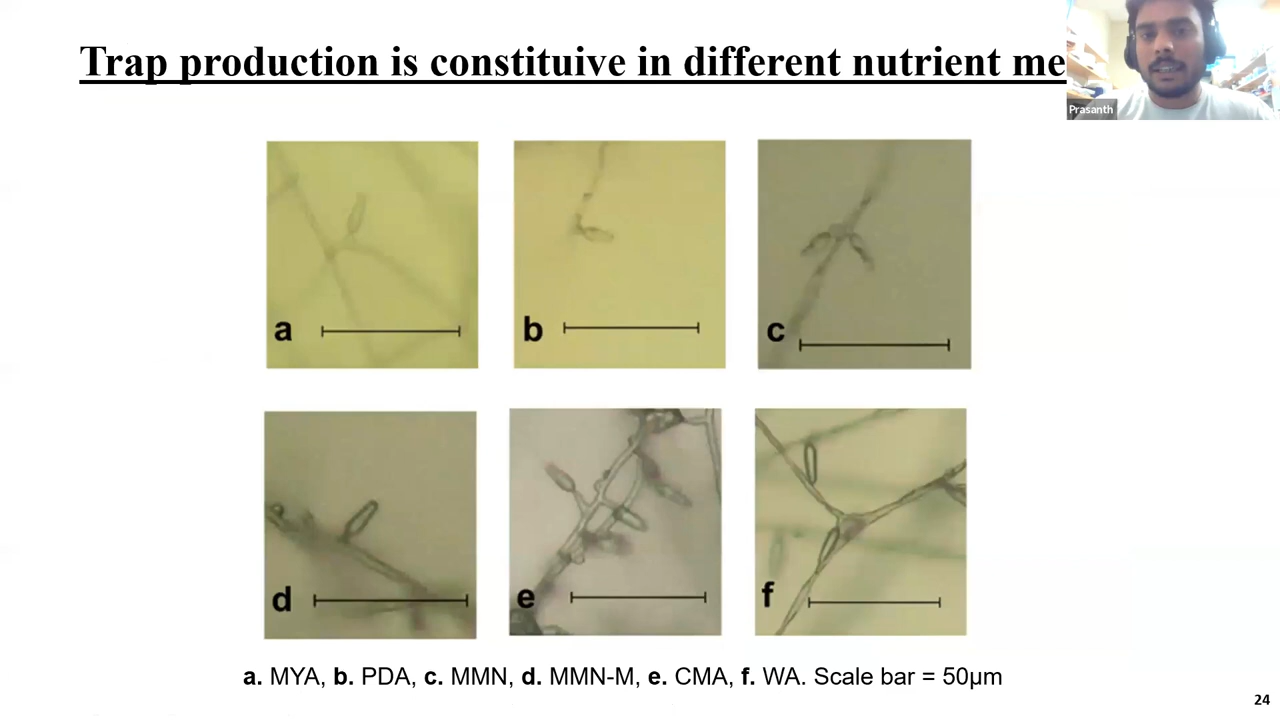 Trap production is constituive in different nutrient me
Prasanth
a
b
c
d
e
f
a. MYA, b. PDA, c. MMN, d. MMN-M, e. CMA, f. WA. Scale bar = 50µm
24